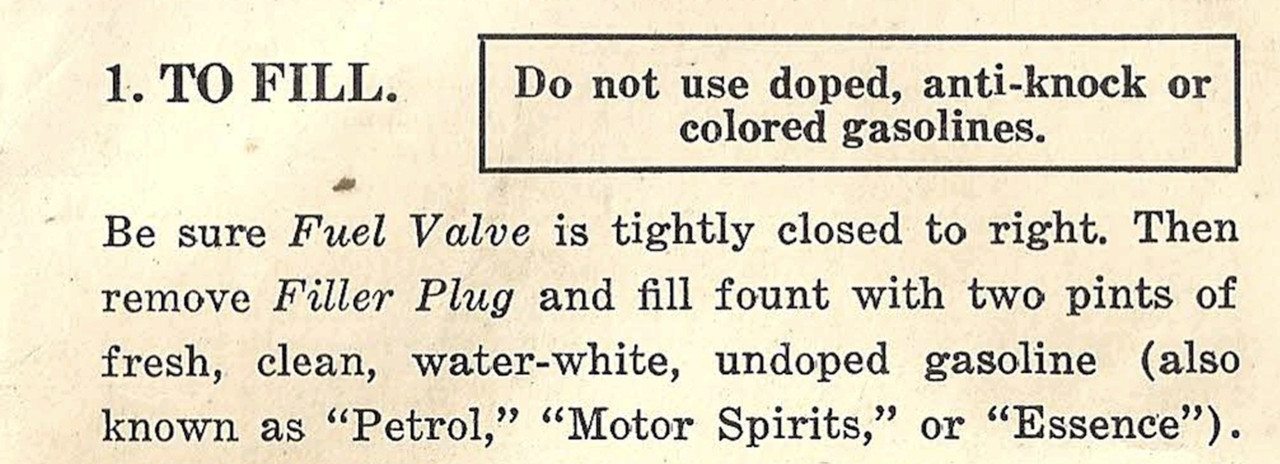 1. TO FILL.
Do not use doped, anti-knock or
colored gasolines.
Be sure Fuel Valve is tightly closed to right. Then
remove Filler Plug and fill fount with two pints of
fresh, clean, water-white, undoped gasoline (also
known as “Petrol,” “Motor Spirits,” or “Essence”).